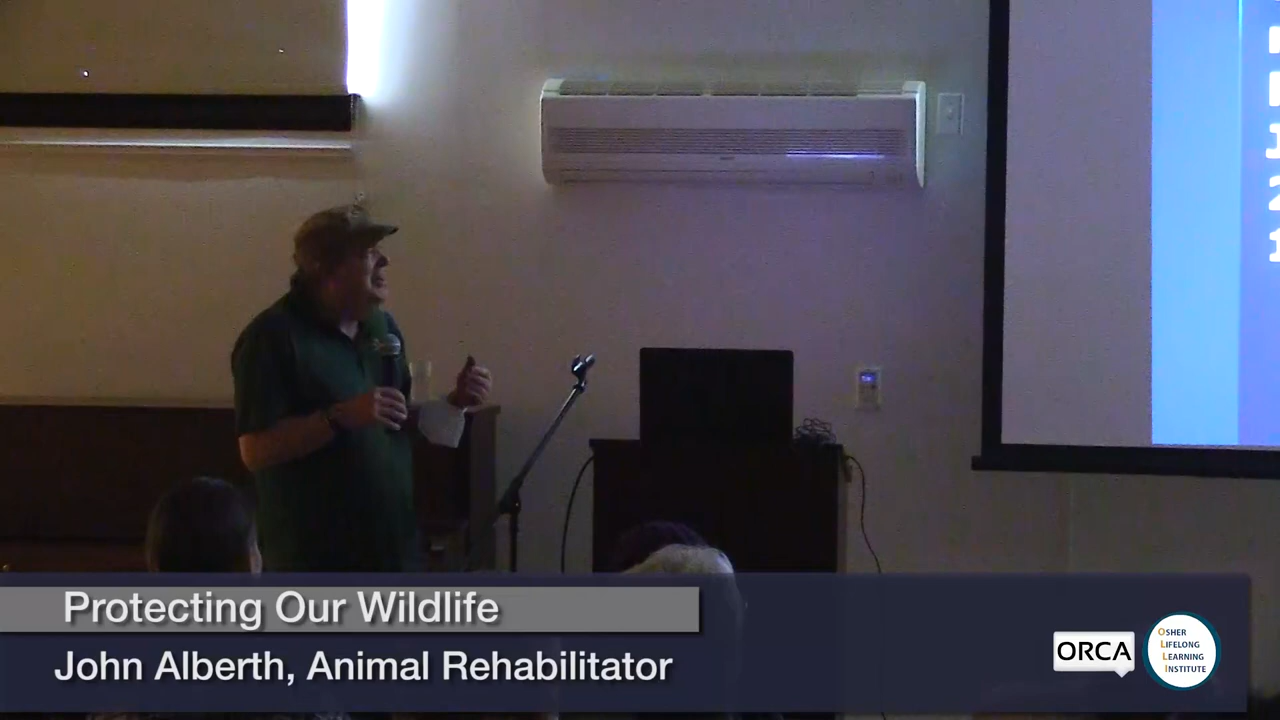 Protecting Our Wildlife
John Alberth, Animal Rehabilitator
ORCA
OSHER
LIFELONG
LEARNING
INSTITUTE